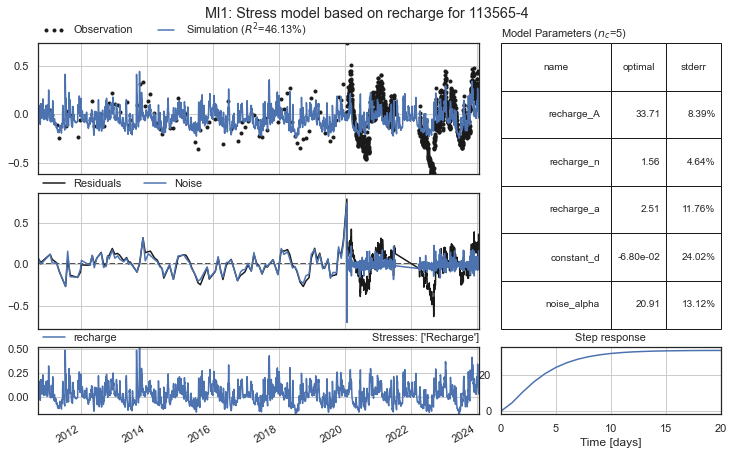 MI1: Stress model based on recharge for 113565-4
Observation Simulation (R²=46.13%)
0.5
0.0
−0.5
Residuals Noise
0.5
0.0
−0.5
recharge Stresses: ['Recharge']
0.50
0.25
0.00
2012 2014 2016 2018 2020 2022 2024
Model Parameters (n_c=5)
name optimal stderr
recharge_A 33.71 8.39%
recharge_n 1.56 4.64%
recharge_a 2.51 11.76%
constant_d -6.80e-02 24.02%
noise_alpha 20.91 13.12%
Step response
20
0
0 5 10 15 20
Time [days]